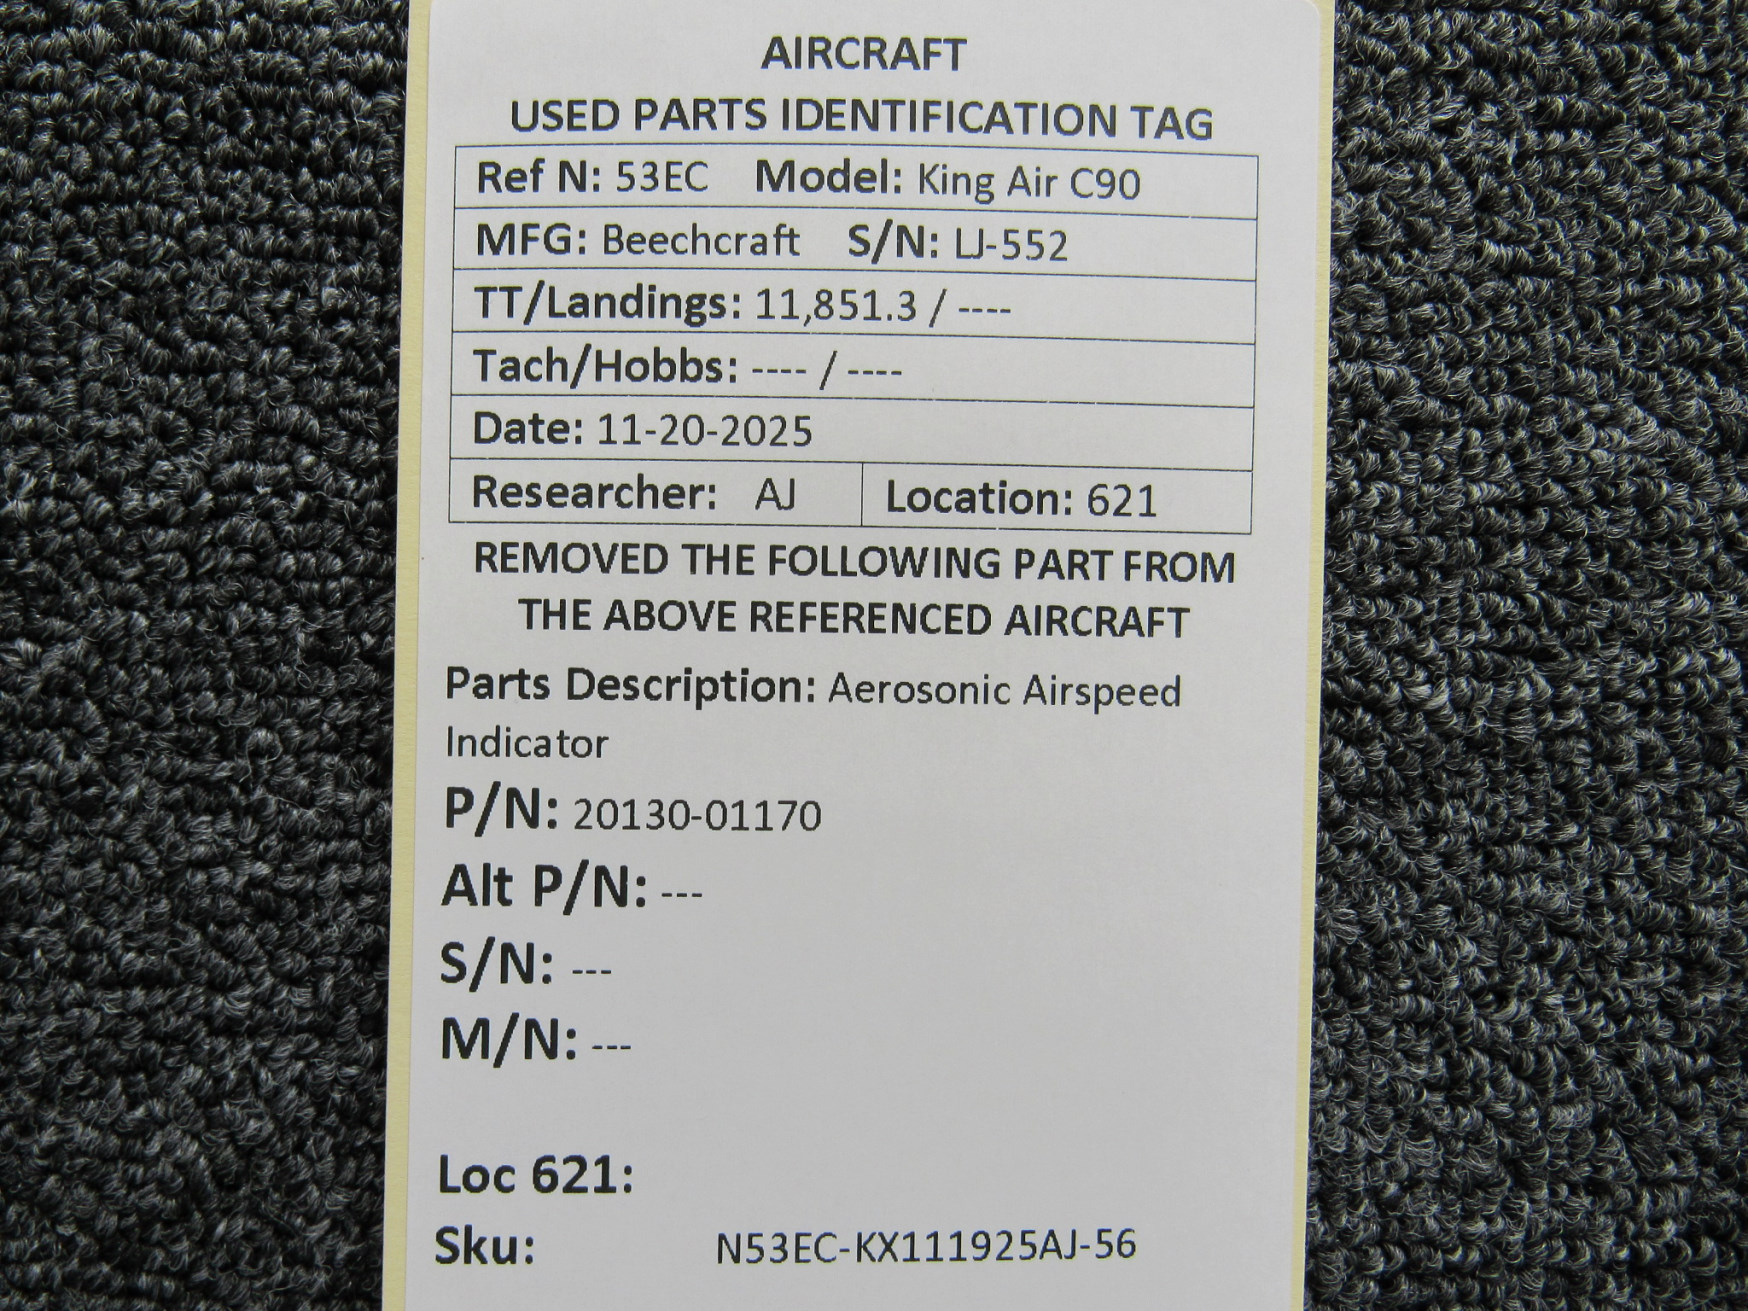 AIRCRAFT
USED PARTS IDENTIFICATION TAG
Ref N: 53EC Model: King Air C90
MFG: Beechcraft S/N: LJ-552
TT/Landings: 11,851.3 / ----
Tach/Hobbs: ---- / ----
Date: 11-20-2025
Researcher: AJ Location: 621
REMOVED THE FOLLOWING PART FROM
THE ABOVE REFERENCED AIRCRAFT
Parts Description: Aerosonic Airspeed
Indicator
P/N: 20130-01170
Alt P/N: ---
S/N: ---
M/N: ---
Loc 621:
Sku: N53EC-KX111925AJ-56